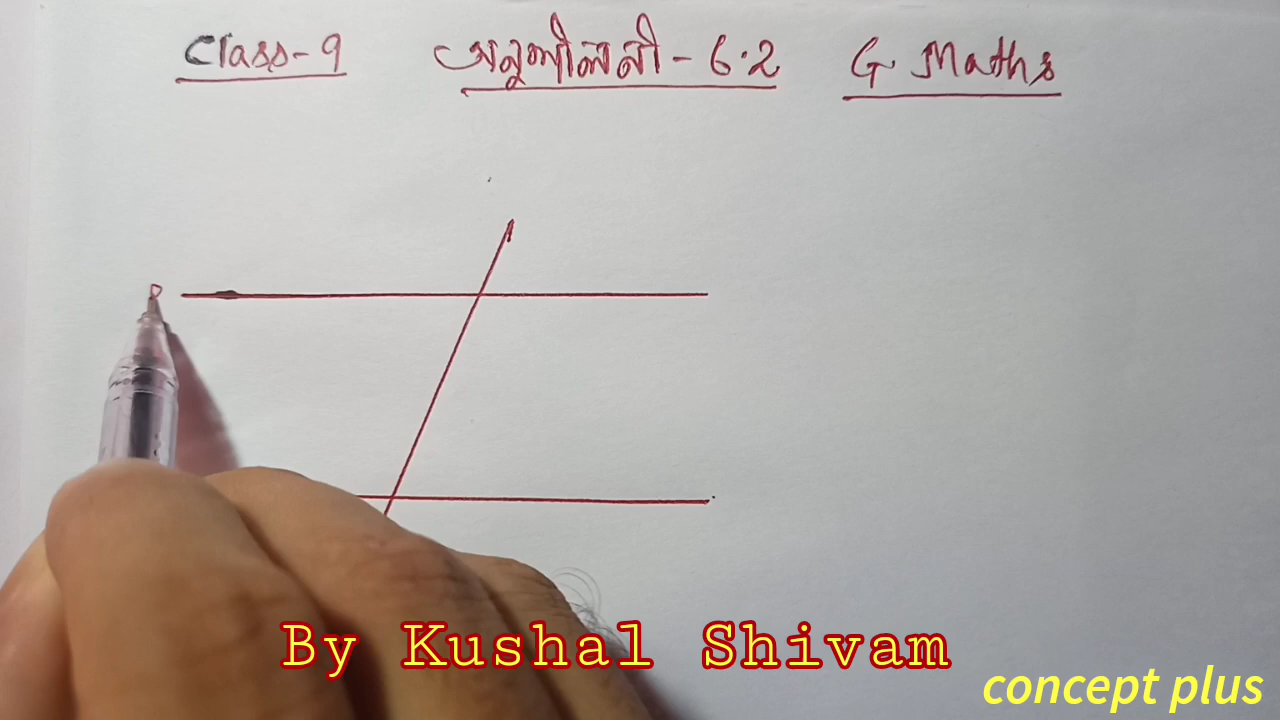 Class-9 অনুশীলনী-6.2 G. Maths
By Kushal Shivam
concept plus